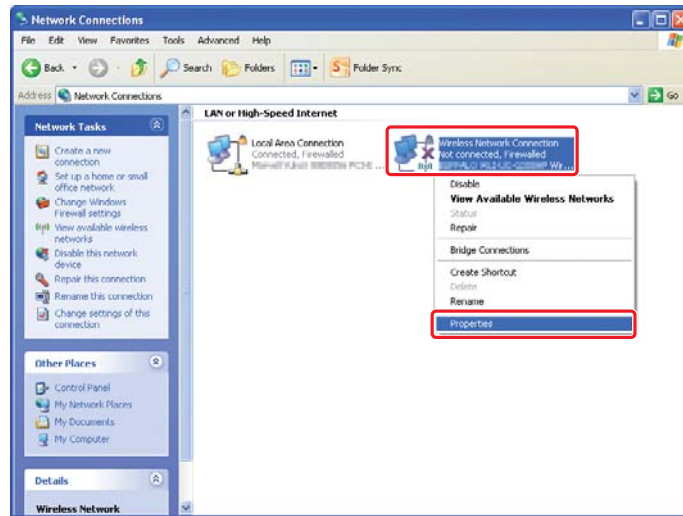 Network Connections
File Edit View Favorites Tools Advanced Help
Back Search Folders Folder Sync
Address Network Connections Go
LAN or High-Speed Internet
Network Tasks
Create a new
connection
Set up a home or small
office network
Change Windows
Firewall settings
View available wireless
networks
Disable this network
device
Repair this connection
Rename this connection
Change settings of this
connection
Other Places
Control Panel
My Network Places
My Documents
My Computer
Details
Wireless Network
Local Area Connection
Connected, Firewalled
Wireless Network Connection
Not connected, Firewalled
Wir...
Disable
View Available Wireless Networks
Status
Repair
Bridge Connections
Create Shortcut
Delete
Rename
Properties